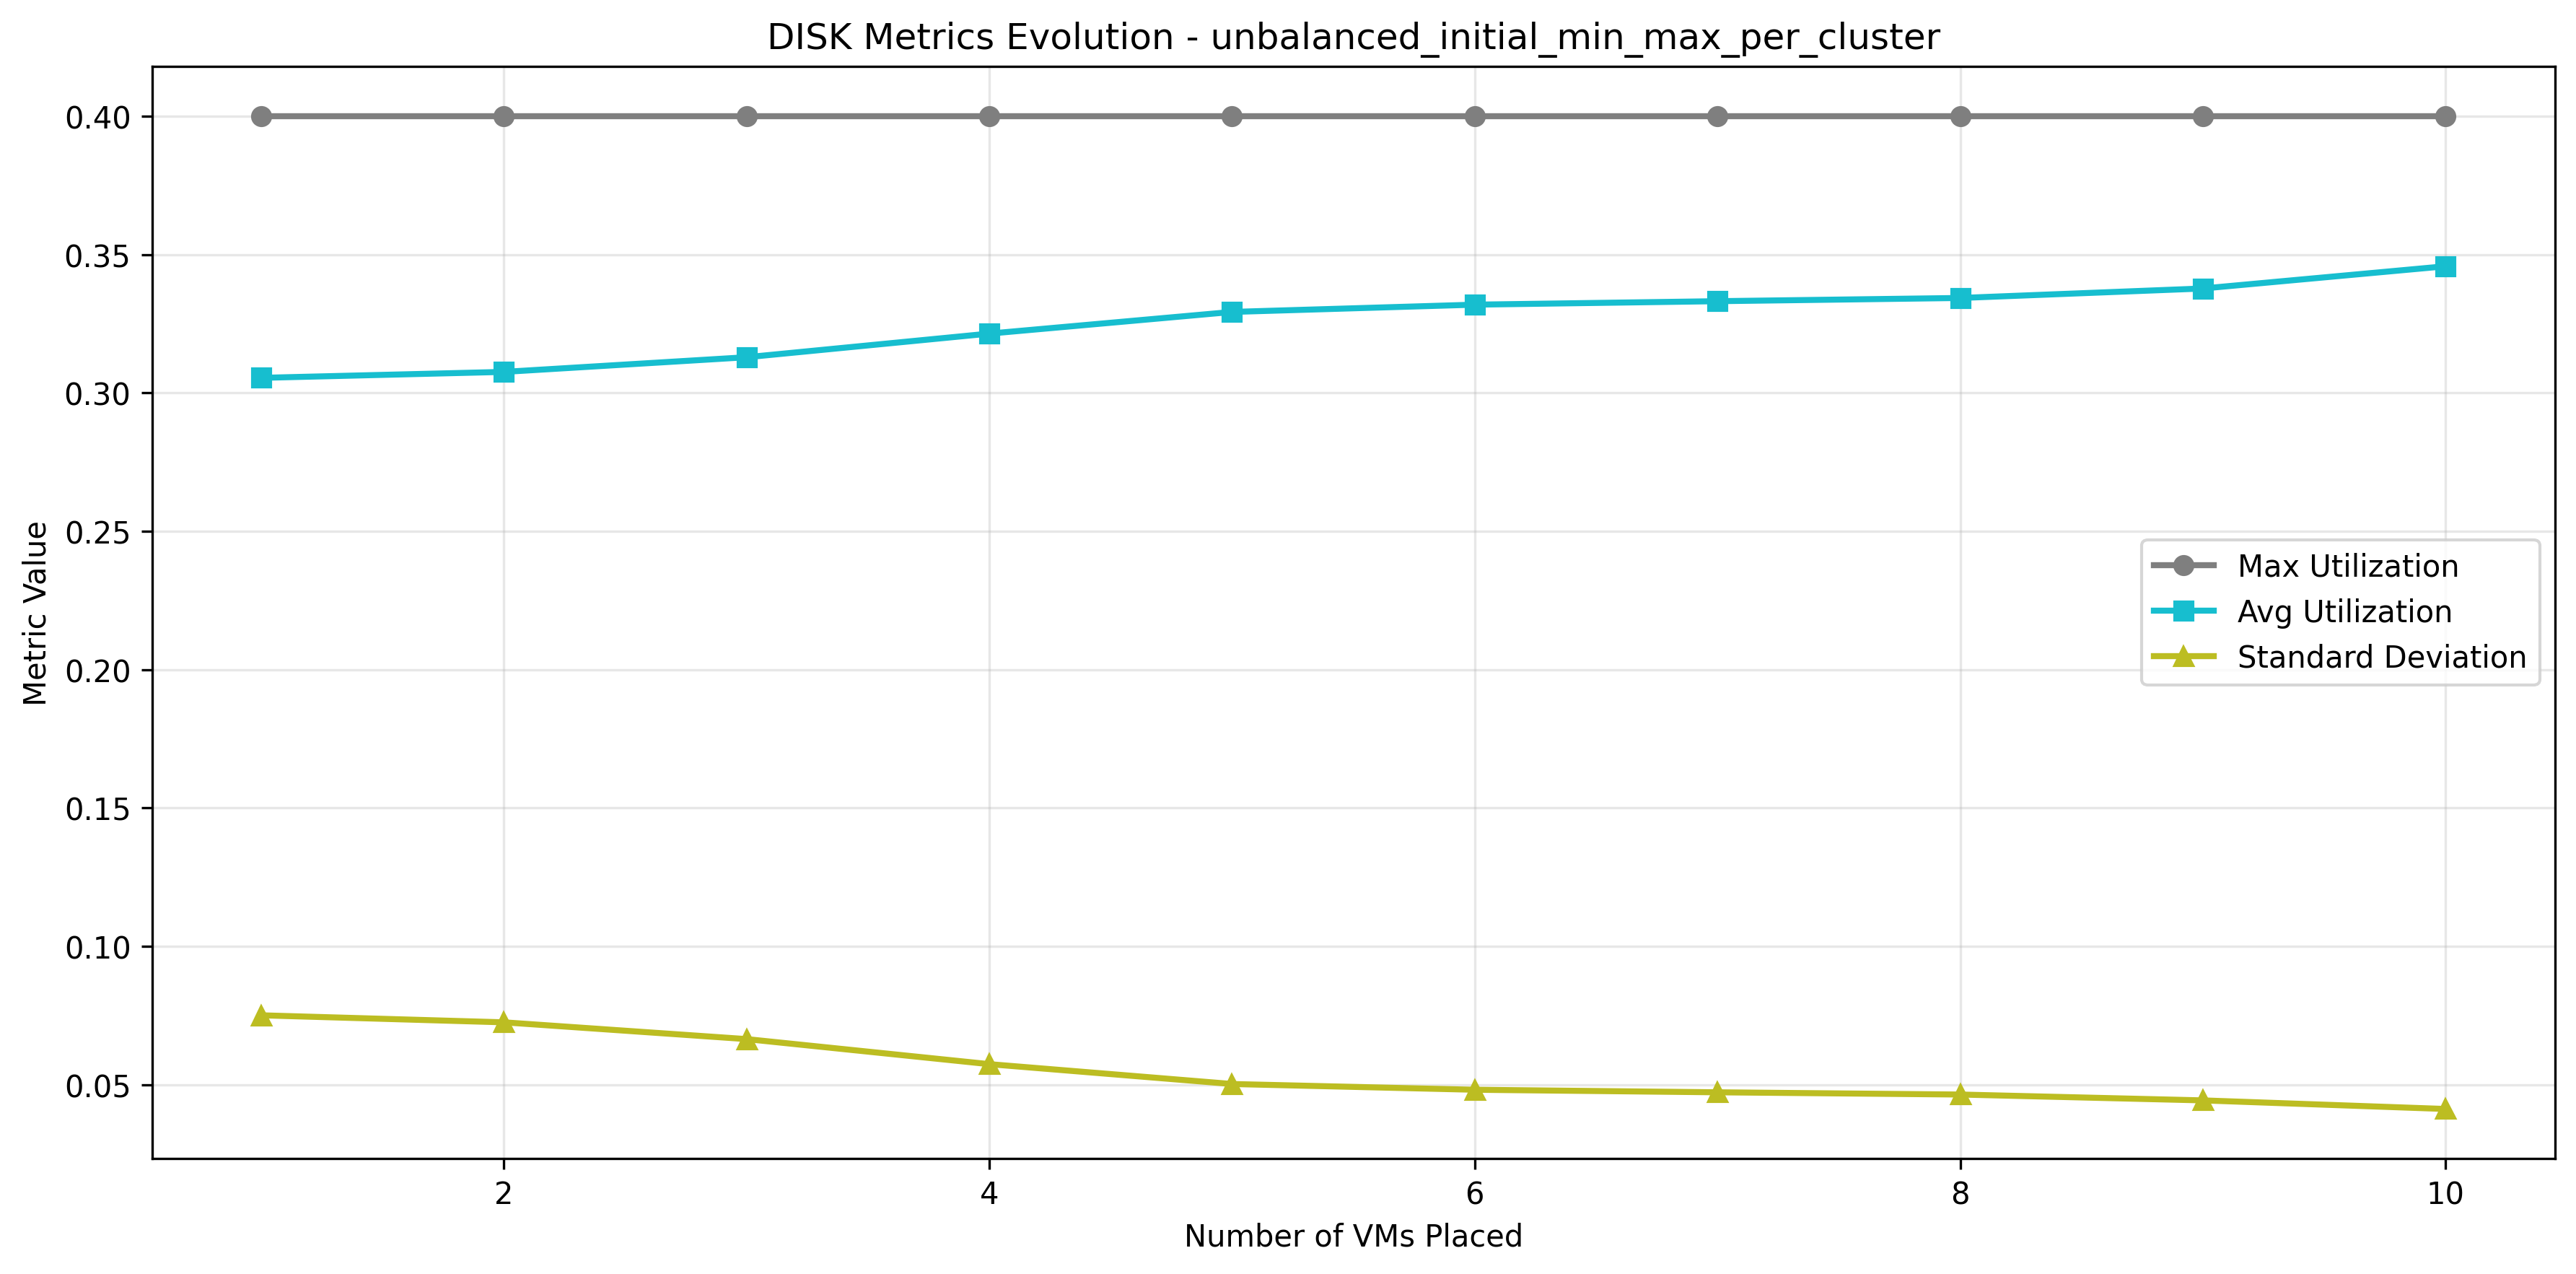 DISK Metrics Evolution - unbalanced_initial_min_max_per_cluster
0.40
0.35
0.30
0.25
0.20
0.15
0.10
0.05
Metric Value
Max Utilization
Avg Utilization
Standard Deviation
2 4 6 8 10
Number of VMs Placed